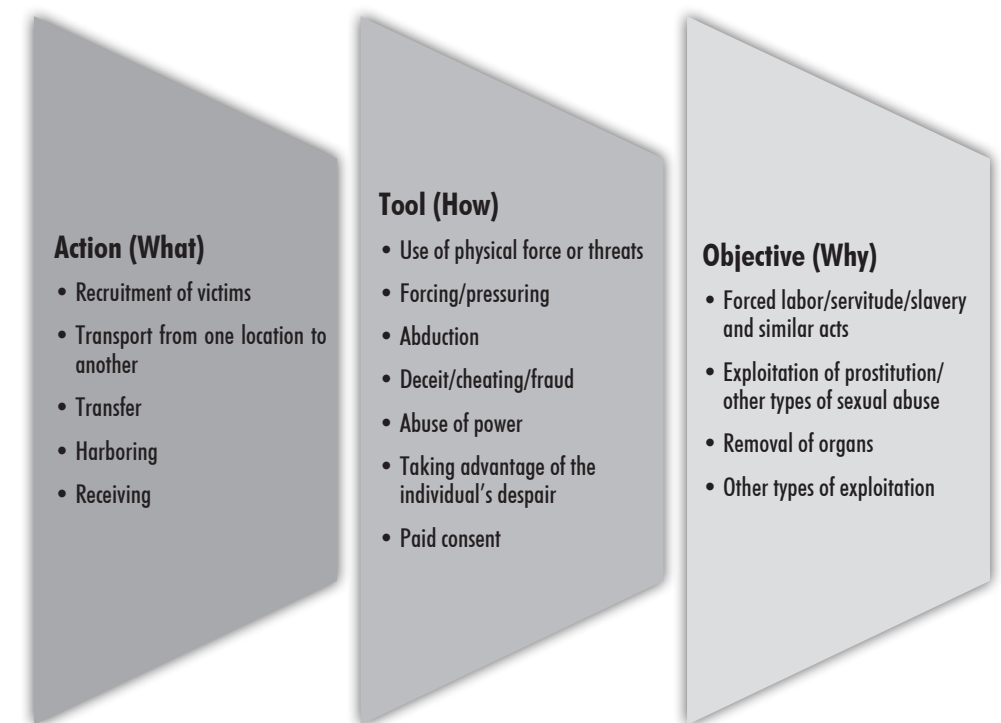 Action (What)
• Recruitment of victims
• Transport from one location to
another
• Transfer
• Harboring
• Receiving
Tool (How)
• Use of physical force or threats
• Forcing/pressuring
• Abduction
• Deceit/cheating/fraud
• Abuse of power
• Taking advantage of the
individual's despair
• Paid consent
Objective (Why)
• Forced labor/servitude/slavery
and similar acts
• Exploitation of prostitution/
other types of sexual abuse
• Removal of organs
• Other types of exploitation